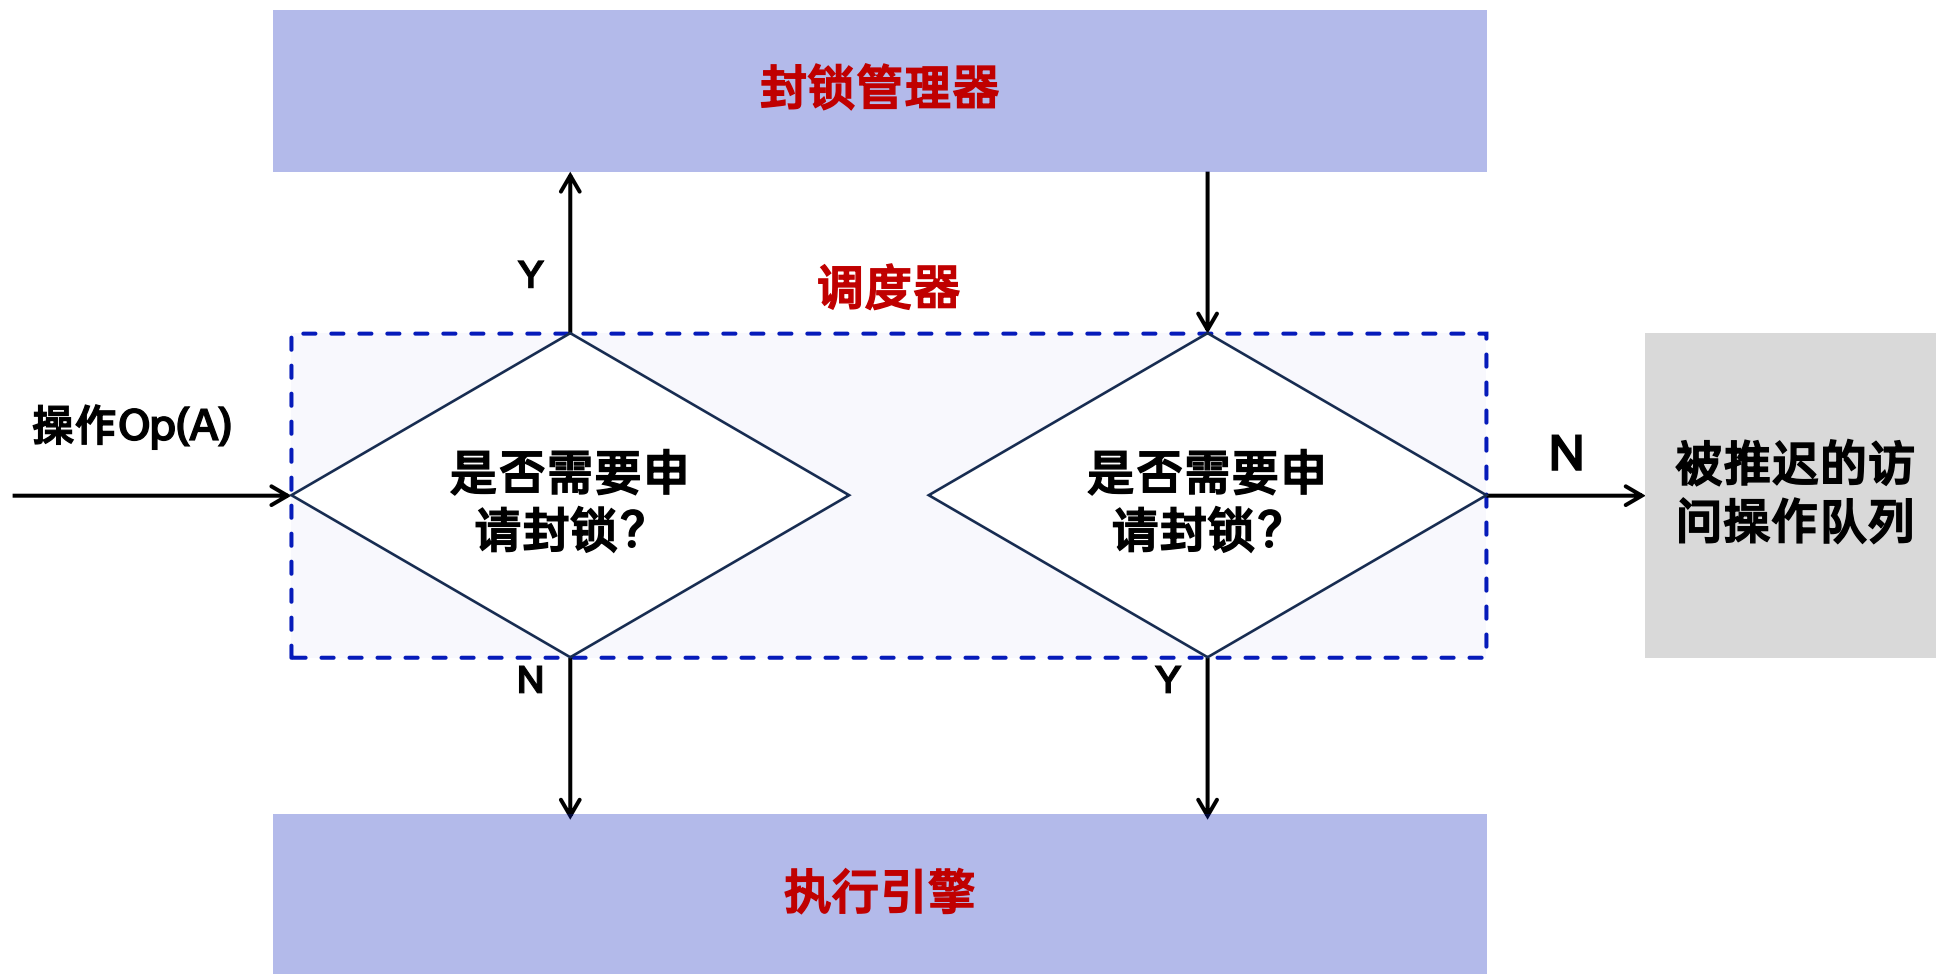 封锁管理器
Y
调度器
操作Op(A)
是否需要申
请封锁？
是否需要申
请封锁？
N
被推迟的访
问操作队列
N
Y
执行引擎